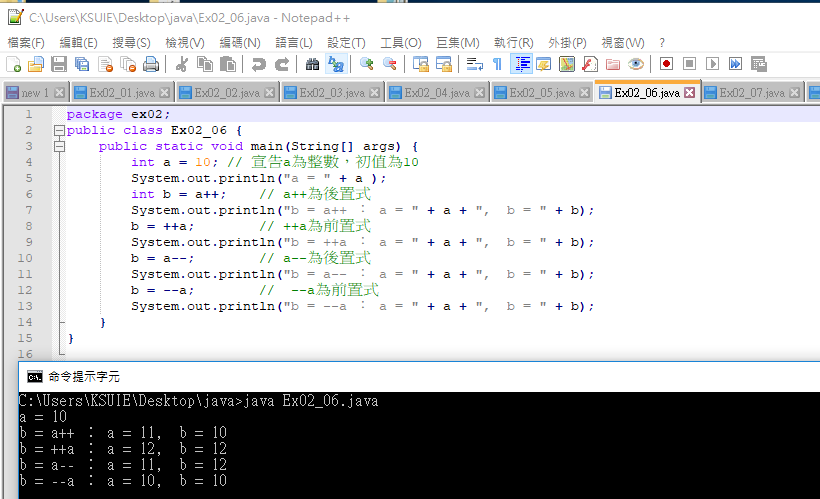 C:\Users\KSUIE\Desktop\java\Ex02_06.java - Notepad++
檔案(F) 編輯(E) 搜尋(S) 檢視(V) 編碼(N) 語言(L) 設定(T) 工具(O) 巨集(M) 執行(R) 外掛(P) 視窗(W) ?
new 1 Ex02_01.java Ex02_02.java Ex02_03.java Ex02_04.java Ex02_05.java Ex02_06.java Ex02_07.java
1 package ex02;
2 public class Ex02_06 {
3 public static void main(String[] args) {
4 int a = 10; // 宣告a為整數，初值為10
5 System.out.println("a = " + a );
6 int b = a++; // a++為後置式
7 System.out.println("b = a++ : a = " + a + ", b = " + b);
8 b = ++a; // ++a為前置式
9 System.out.println("b = ++a : a = " + a + ", b = " + b);
10 b = a--; // a--為後置式
11 System.out.println("b = a-- : a = " + a + ", b = " + b);
12 b = --a; // --a為前置式
13 System.out.println("b = --a : a = " + a + ", b = " + b);
14 }
15 }
16
命令提示字元
C:\Users\KSUIE\Desktop\java>java Ex02_06.java
a = 10
b = a++ : a = 11, b = 10
b = ++a : a = 12, b = 12
b = a-- : a = 11, b = 12
b = --a : a = 10, b = 10